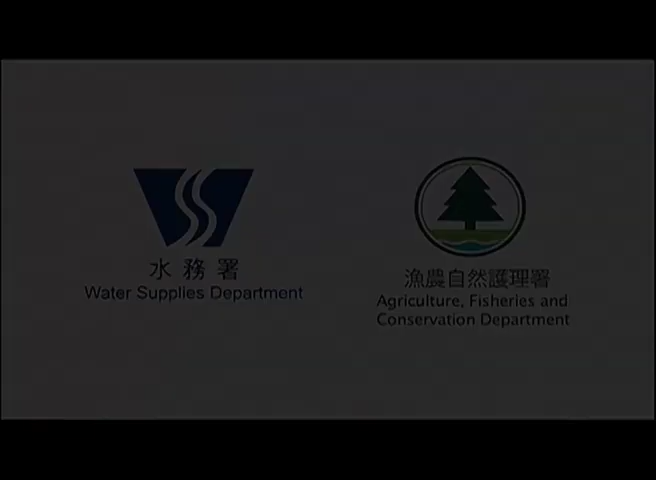 水務署
Water Supplies Department
漁農自然護理署
Agriculture, Fisheries and
Conservation Department